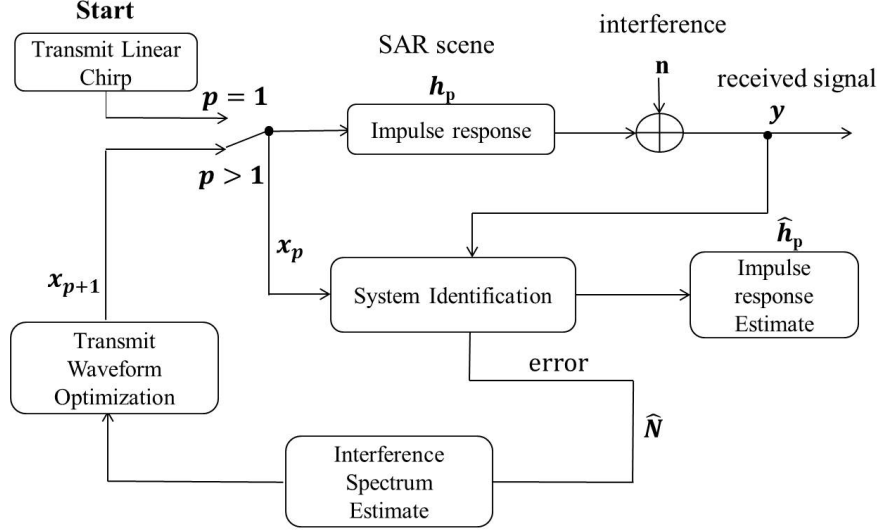 Start
Transmit Linear
Chirp
p = 1
p > 1
SAR scene
h_p
Impulse response
interference
n
received signal
y
x_p
System Identification
ĥ_p
Impulse
response
Estimate
x_{p+1}
Transmit
Waveform
Optimization
error
N̂
Interference
Spectrum
Estimate